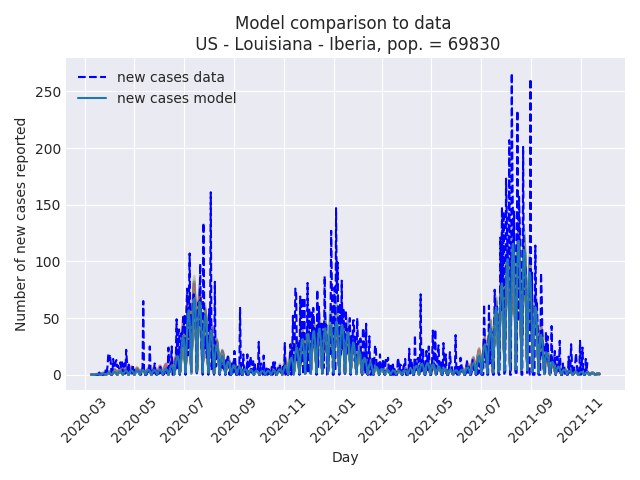 Model comparison to data
US - Louisiana - Iberia, pop. = 69830
new cases data
new cases model
Number of new cases reported
250
200
150
100
50
0
2020-03
2020-05
2020-07
2020-09
2020-11
2021-01
2021-03
2021-05
2021-07
2021-09
2021-11
Day